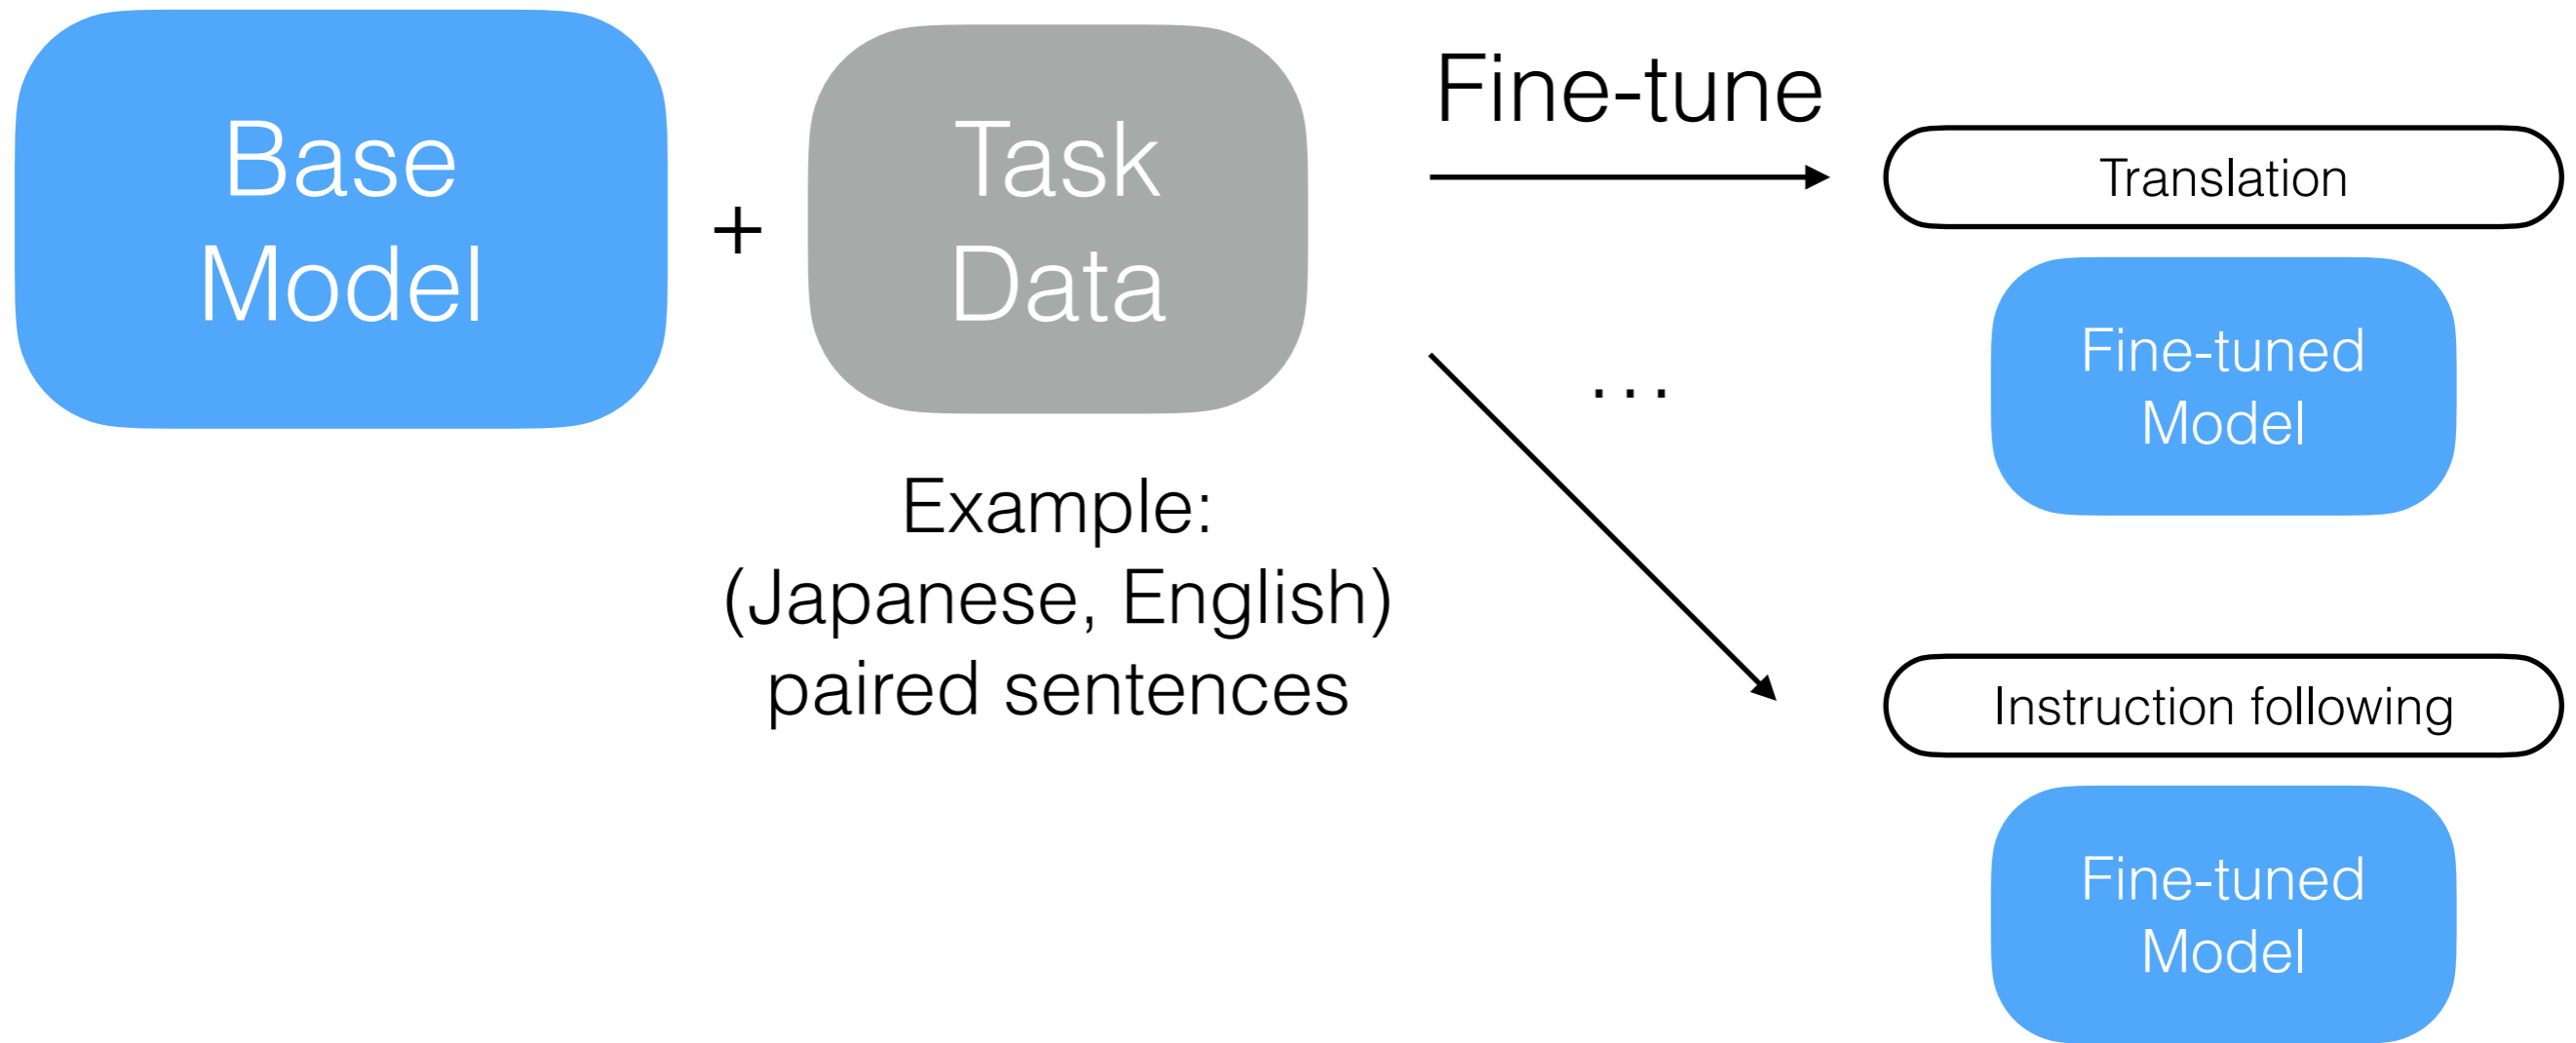 Base
Model
+
Task
Data
Example:
(Japanese, English)
paired sentences
Fine-tune
...
Translation
Fine-tuned
Model
Instruction following
Fine-tuned
Model